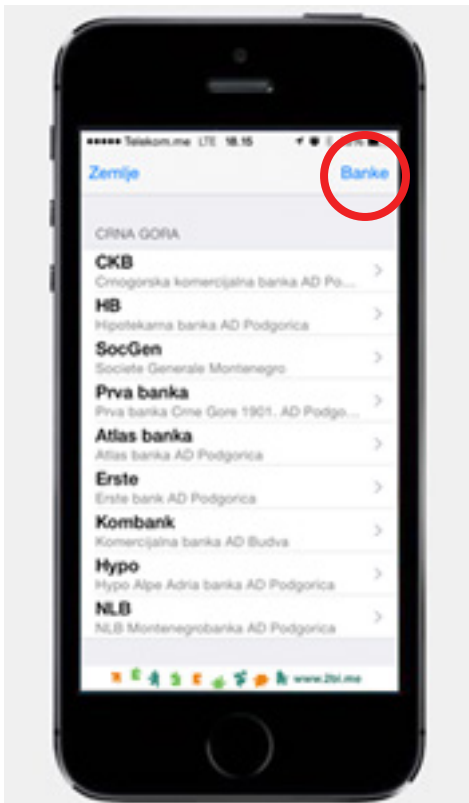 Telekom.me LTE 18.15
Zemlje Banke
CRNA GORA
CKB
Crnogorska komercijalna banka AD Po...
HB
Hipotekarna banka AD Podgorica
SocGen
Societe Generale Montenegro
Prva banka
Prva banka Crne Gore 1901. AD Podgo...
Atlas banka
Atlas banka AD Podgorica
Erste
Erste bank AD Podgorica
Kombank
Komercijalna banka AD Budva
Hypo
Hypo Alpe Adria banka AD Podgorica
NLB
NLB Montenegrobanka AD Podgorica
www.2bi.me